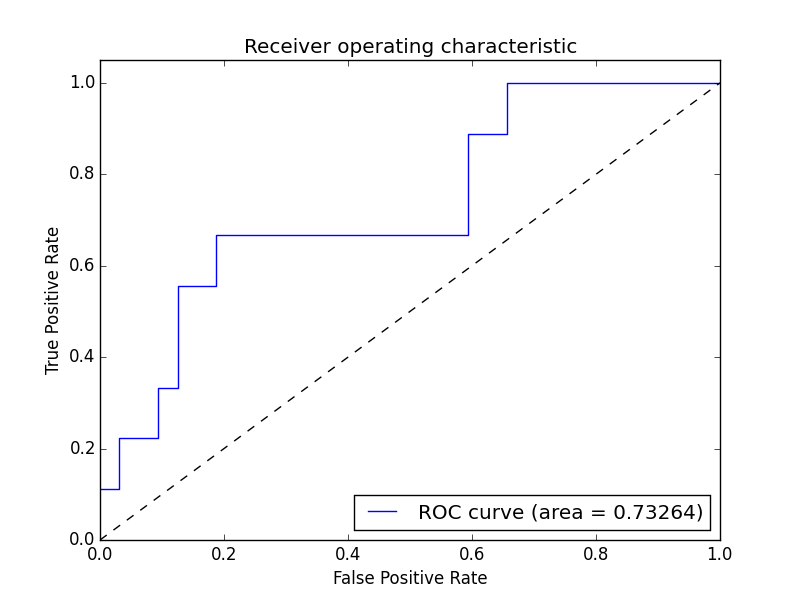 Receiver operating characteristic
1.0
0.8
0.6
0.4
0.2
0.0
True Positive Rate
ROC curve (area = 0.73264)
0.0 0.2 0.4 0.6 0.8 1.0
False Positive Rate